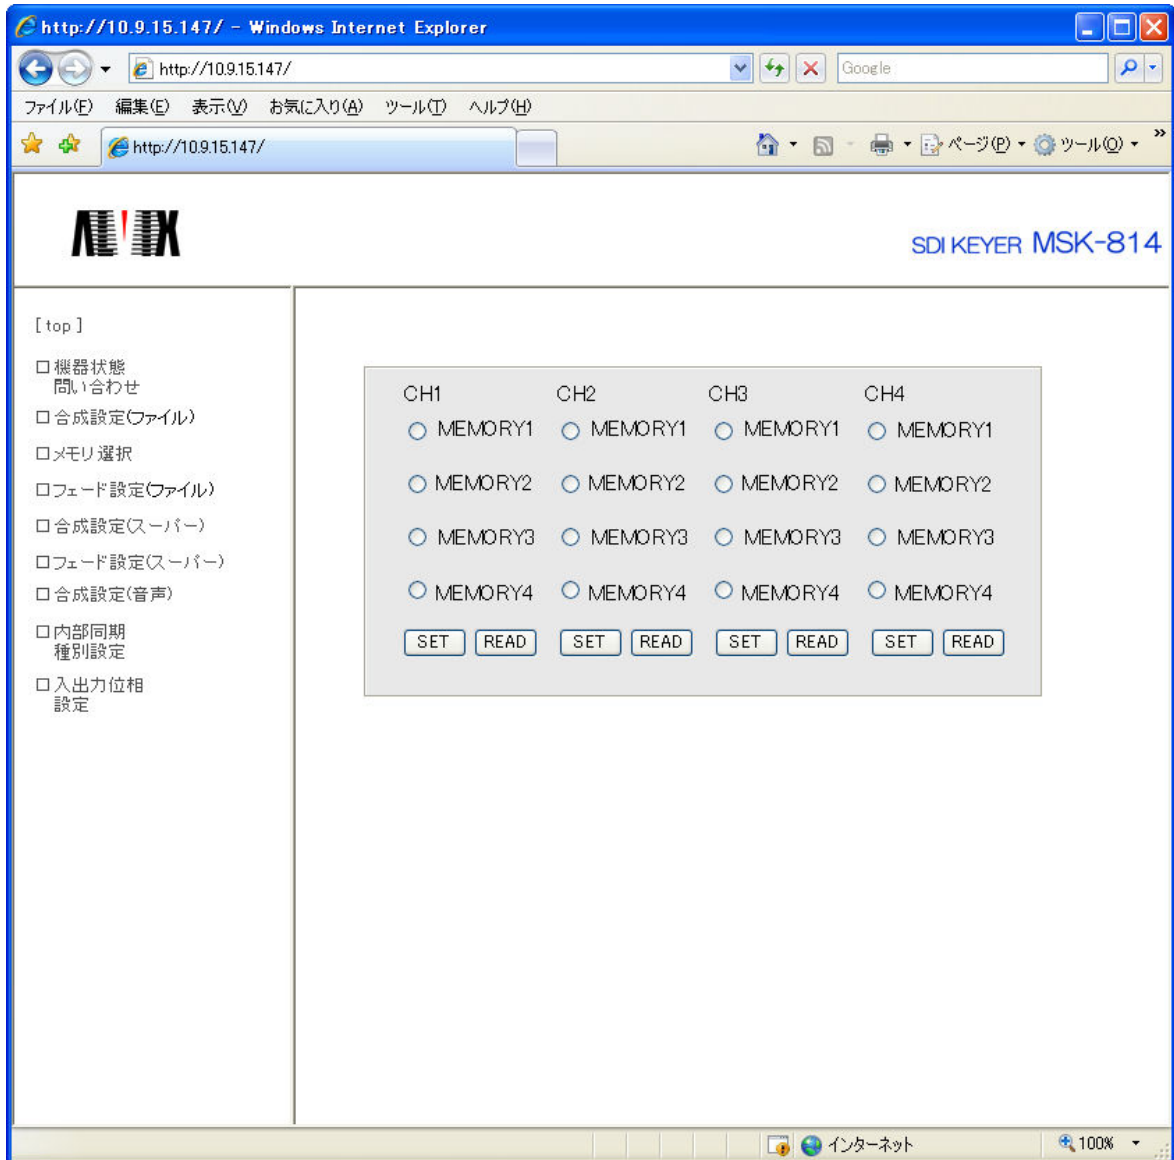 http://10.9.15.147/ - Windows Internet Explorer
http://10.9.15.147/
Google
ファイル(F) 編集(E) 表示(V) お気に入り(A) ツール(T) ヘルプ(H)
http://10.9.15.147/
ページ(P) ツール(O) »
ALVIX
SDI KEYER MSK-814
[ top ]
機器状態
問い合わせ
合成設定(ファイル)
メモリ選択
フェード設定(ファイル)
合成設定(スーパー)
フェード設定(スーパー)
合成設定(音声)
内部同期
種別設定
入出力位相
設定
CH1 CH2 CH3 CH4
MEMORY1 MEMORY1 MEMORY1 MEMORY1
MEMORY2 MEMORY2 MEMORY2 MEMORY2
MEMORY3 MEMORY3 MEMORY3 MEMORY3
MEMORY4 MEMORY4 MEMORY4 MEMORY4
SET READ SET READ SET READ SET READ
インターネット 100%